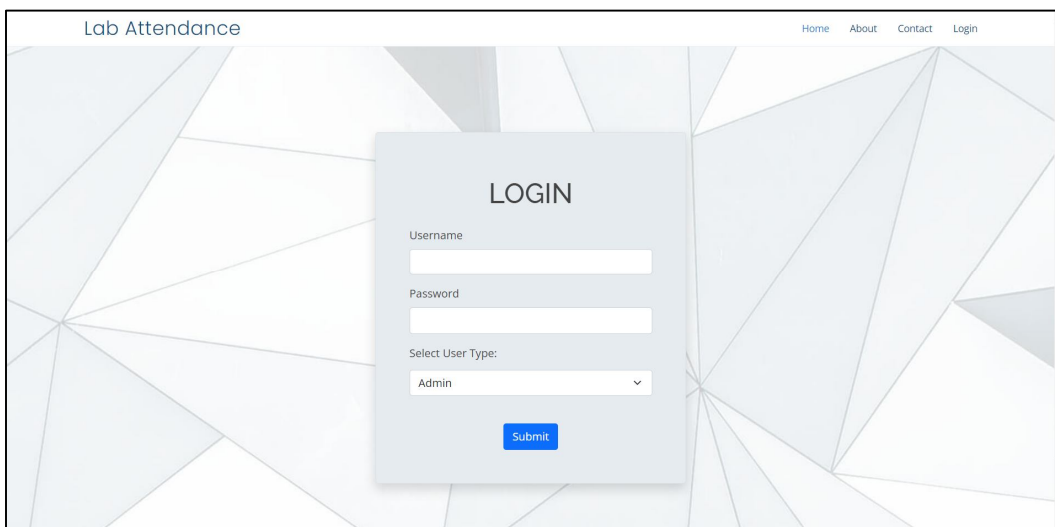 Lab Attendance
Home About Contact Login
LOGIN
Username
Password
Select User Type:
Admin
Submit